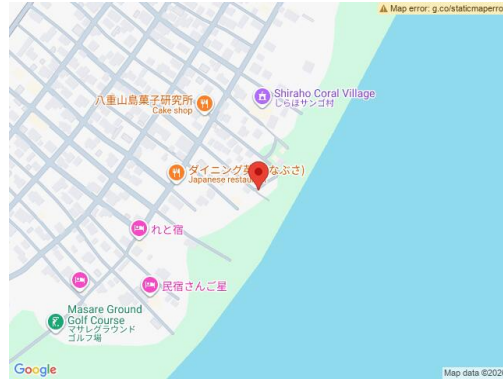 Map error: g.co/staticmaperro
八重山島菓子研究所
Cake shop
Shiraho Coral Village
しらほサンゴ村
ダイニング
なぶさ)
Japanese restau
れと宿
民宿さんご星
Masare Ground
Golf Course
マサレグラウンド
ゴルフ場
Google
Map data ©202